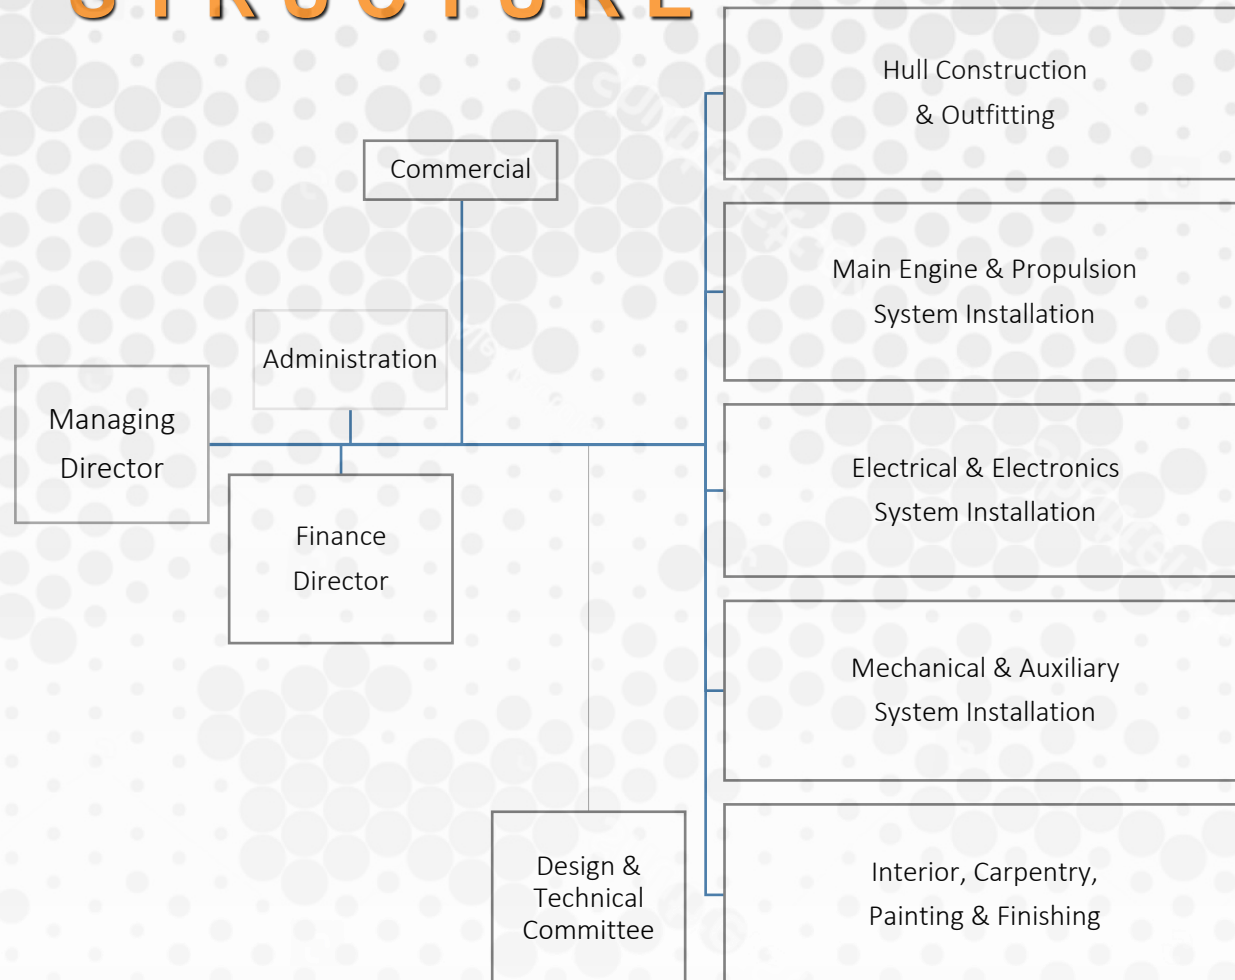 STRUCTURE
Hull Construction
& Outfitting
Commercial
Main Engine & Propulsion
System Installation
Administration
Managing
Director
Electrical & Electronics
System Installation
Finance
Director
Mechanical & Auxiliary
System Installation
Design &
Technical
Committee
Interior, Carpentry,
Painting & Finishing